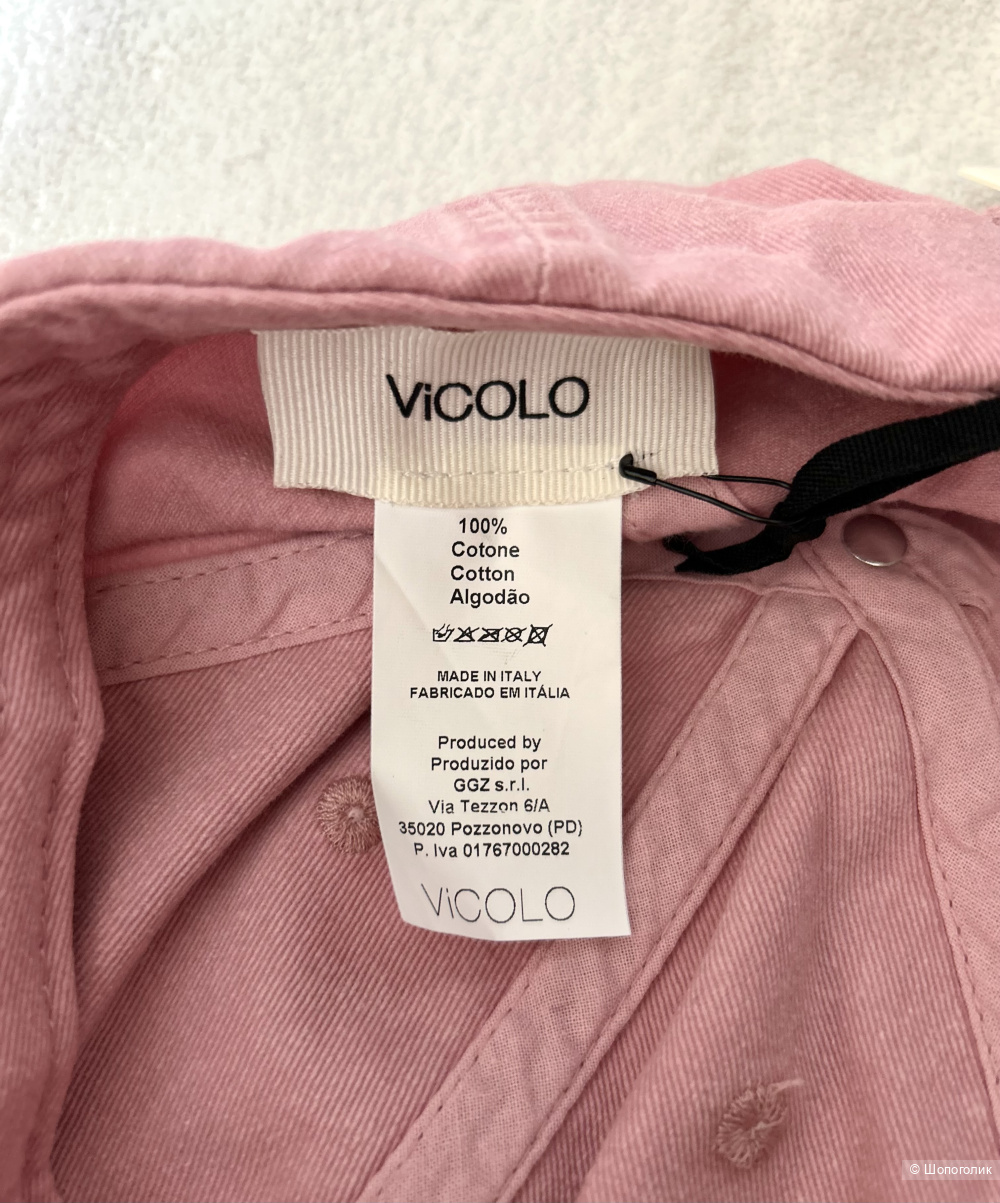 ViCOLO
100%
Cotone
Cotton
Algodão
MADE IN ITALY
FABRICADO EM ITÁLIA
Produced by
Produzido por
GGZ s.r.l.
Via Tezzon 6/A
35020 Pozzonovo (PD)
P. Iva 01767000282
ViCOLO
© Шопоголик